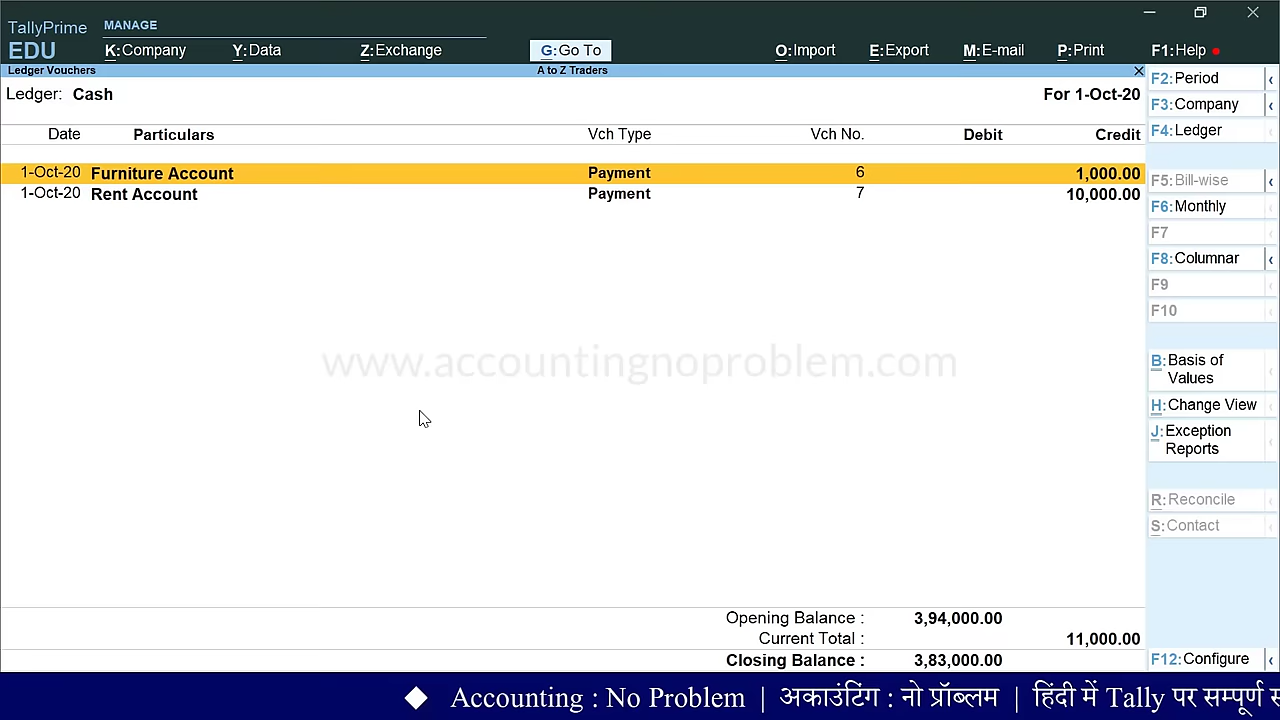 TallyPrime MANAGE
EDU K:Company Y:Data Z:Exchange G:Go To O:Import E:Export M:E-mail P:Print F1:Help
Ledger Vouchers A to Z Traders
Ledger: Cash For 1-Oct-20
Date Particulars Vch Type Vch No. Debit Credit
1-Oct-20 Furniture Account Payment 6 1,000.00
1-Oct-20 Rent Account Payment 7 10,000.00
www.accountingnoproblem.com
Opening Balance : 3,94,000.00
Current Total : 11,000.00
Closing Balance : 3,83,000.00
F2:Period
F3:Company
F4:Ledger
F5:Bill-wise
F6:Monthly
F7
F8:Columnar
F9
F10
B:Basis of
Values
H:Change View
J:Exception
Reports
R:Reconcile
S:Contact
F12:Configure
Accounting : No Problem | अकाउंटिंग : नो प्रॉब्लम | हिंदी में Tally पर सम्पूर्ण